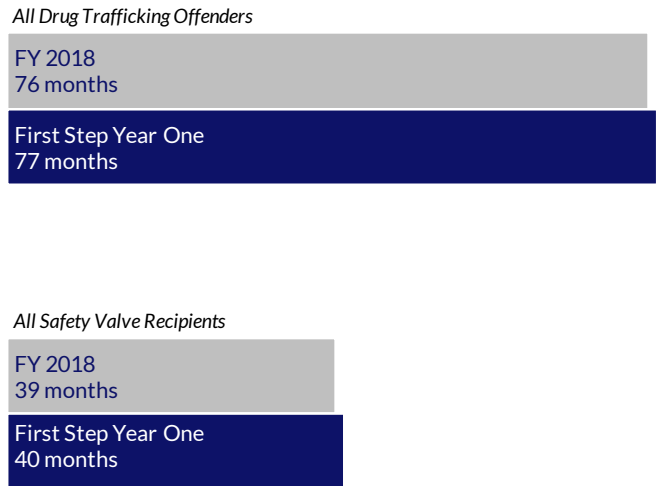 All Drug Trafficking Offenders
FY 2018
76 months
First Step Year One
77 months
All Safety Valve Recipients
FY 2018
39 months
First Step Year One
40 months